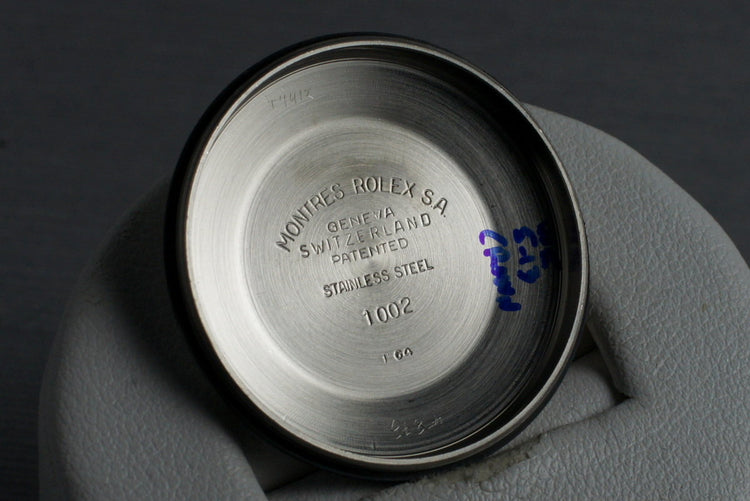 MONTRES ROLEX S.A.
GENEVA
SWITZERLAND
PATENTED
STAINLESS STEEL
1002
I 64